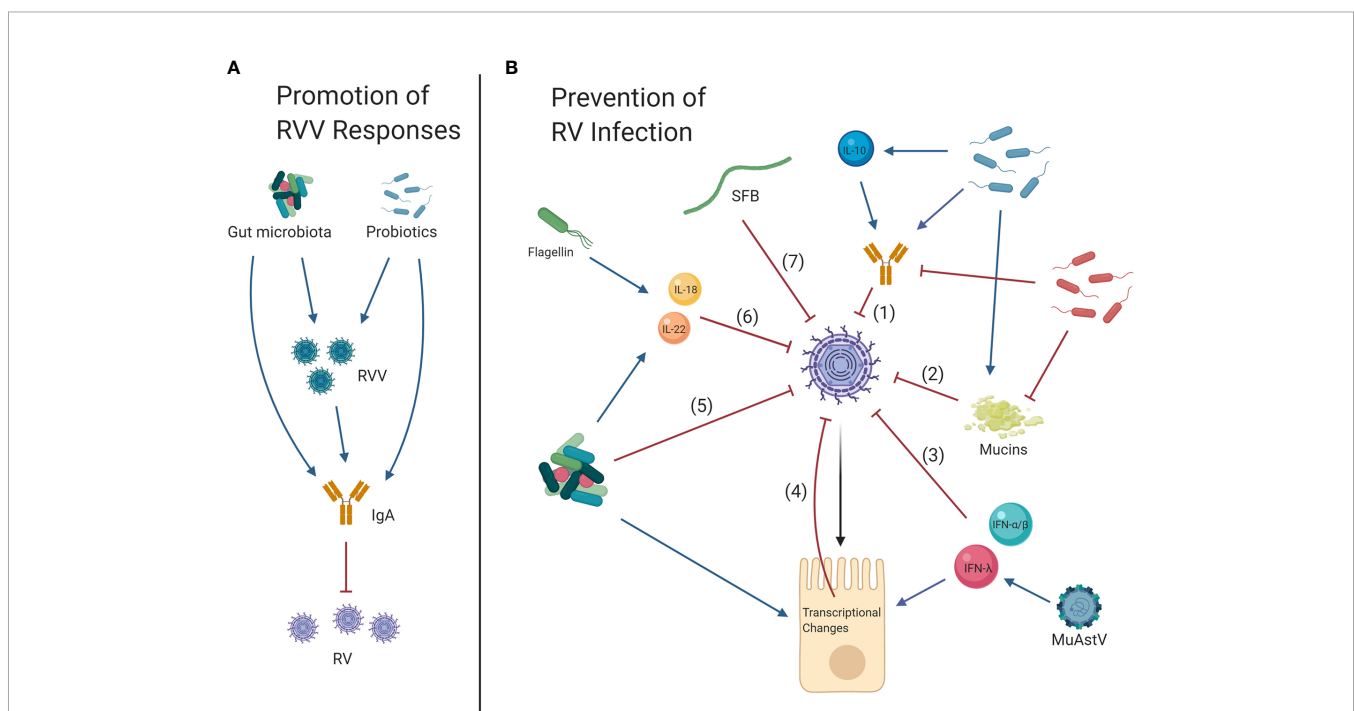 A
Promotion of
RVV Responses
Gut microbiota
Probiotics
RVV
IgA
RV
B
Prevention of
RV Infection
IL-10
SFB
Flagellin
(7)
IL-18
(1)
IL-22
(6)
(2)
(5)
Mucins
(3)
(4)
IFN-α/β
IFN-λ
Transcriptional
Changes
MuAstV